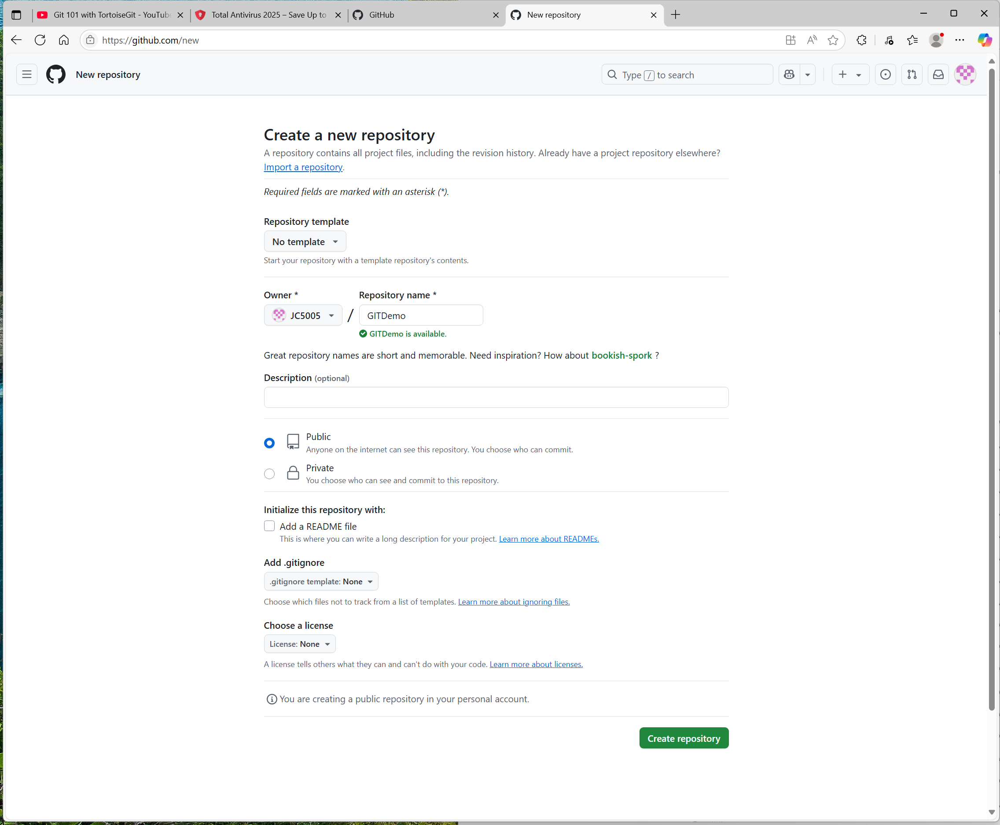 Git 101 with TortoiseGit - YouTube
Total Antivirus 2025 – Save Up to
GitHub
New repository
https://github.com/new
New repository
Type / to search
Create a new repository
A repository contains all project files, including the revision history. Already have a project repository elsewhere?
Import a repository.
Required fields are marked with an asterisk (*).
Repository template
No template
Start your repository with a template repository's contents.
Owner *
Repository name *
JC5005
/
GITDemo
GITDemo is available.
Great repository names are short and memorable. Need inspiration? How about bookish-spork ?
Description (optional)
Public
Anyone on the internet can see this repository. You choose who can commit.
Private
You choose who can see and commit to this repository.
Initialize this repository with:
Add a README file
This is where you can write a long description for your project. Learn more about READMEs.
Add .gitignore
.gitignore template: None
Choose which files not to track from a list of templates. Learn more about ignoring files.
Choose a license
License: None
A license tells others what they can and can't do with your code. Learn more about licenses.
You are creating a public repository in your personal account.
Create repository